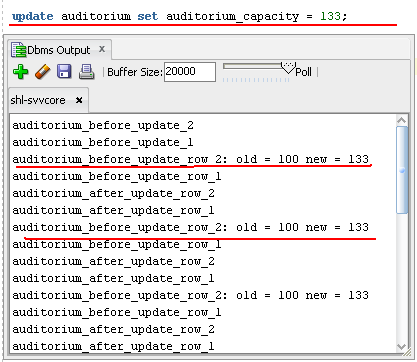 update auditorium set auditorium_capacity = 133;
Dbms Output x
Buffer Size: 20000 Poll
shl-svvcore x
auditorium_before_update_2
auditorium_before_update_1
auditorium_before_update_row_2: old = 100 new = 133
auditorium_before_update_row_1
auditorium_after_update_row_2
auditorium_after_update_row_1
auditorium_before_update_row_2: old = 100 new = 133
auditorium_before_update_row_1
auditorium_after_update_row_2
auditorium_after_update_row_1
auditorium_before_update_row_2: old = 100 new = 133
auditorium_before_update_row_1
auditorium_after_update_row_2
auditorium_after_update_row_1